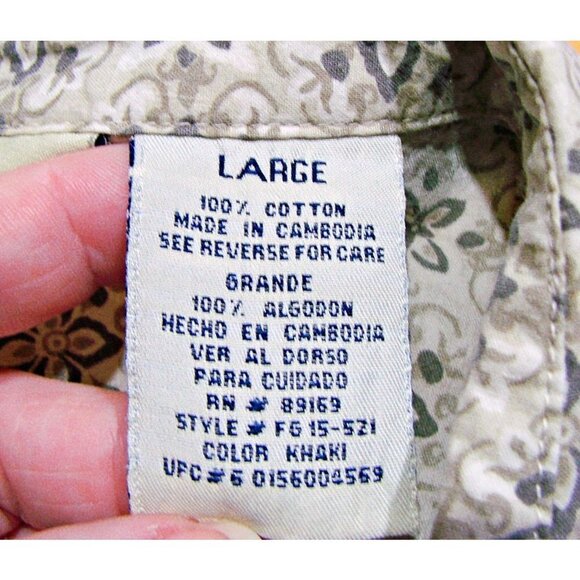 LARGE
100% COTTON
MADE IN CAMBODIA
SEE REVERSE FOR CARE
GRANDE
100% ALGODON
HECHO EN CAMBODIA
VER AL DORSO
PARA CUIDADO
RN # 89169
STYLE # FG 15-521
COLOR KHAKI
UPC # 6 0156004569